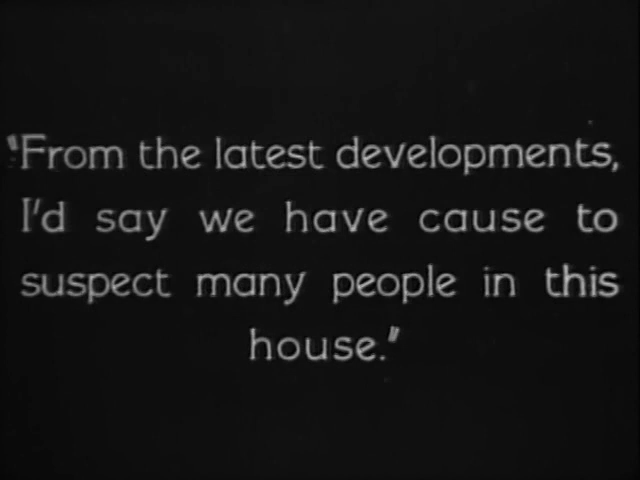 "From the latest developments,
I'd say we have cause to
suspect many people in this
house."